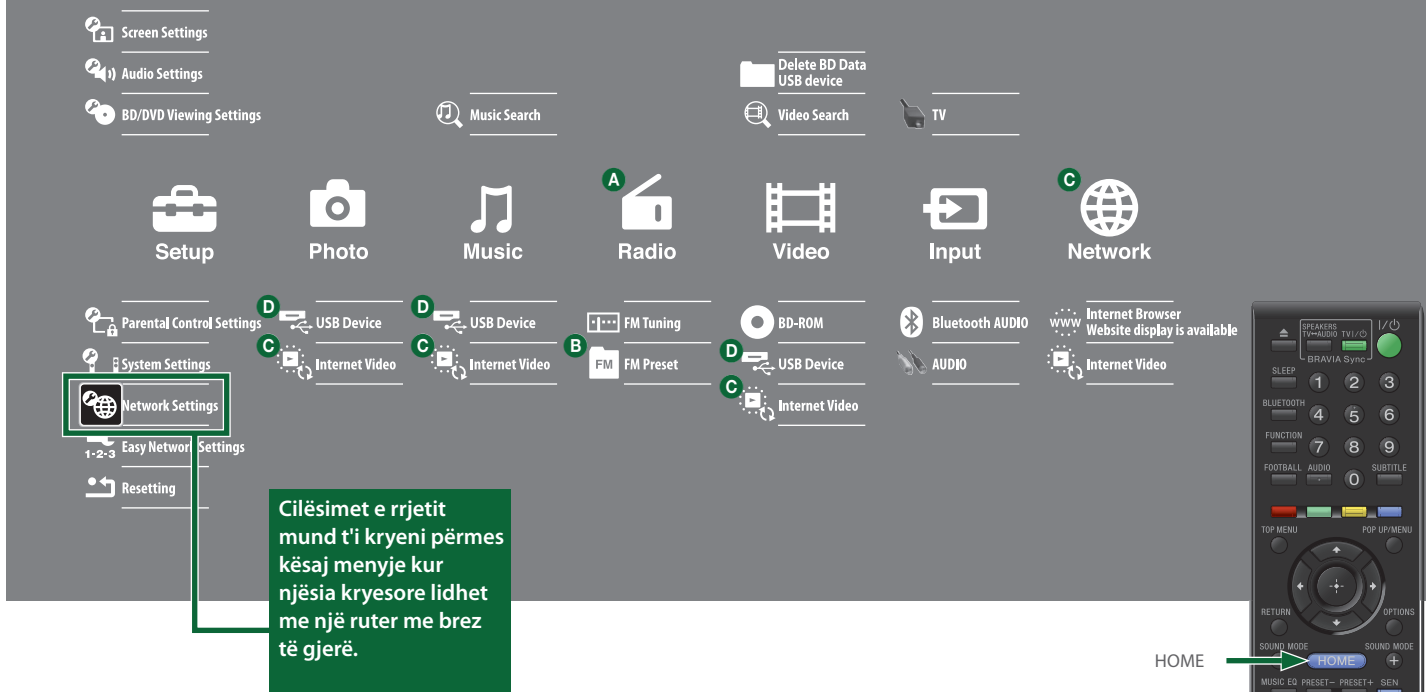 Screen Settings
Audio Settings
BD/DVD Viewing Settings
Music Search
Delete BD Data
USB device
Video Search
TV
A
C
Setup
Photo
Music
Radio
Video
Input
Network
Parental Control Settings
System Settings
Network Settings
1-2-3 Easy Network Settings
Resetting
D USB Device
C Internet Video
D USB Device
C Internet Video
FM Tuning
B FM FM Preset
BD-ROM
D USB Device
C Internet Video
Bluetooth AUDIO
AUDIO
www Internet Browser
Website display is available
Internet Video
Cilësimet e rrjetit
mund t'i kryeni përmes
kësaj menyje kur
njësia kryesore lidhet
me një ruter me brez
të gjerë.
HOME
SPEAKERS
TV↔AUDIO TV I/⏻ I/⏻
BRAVIA Sync
SLEEP
1 2 3
BLUETOOTH
4 5 6
FUNCTION
7 8 9
FOOTBALL AUDIO 0 SUBTITLE
TOP MENU POP UP/MENU
RETURN OPTIONS
SOUND MODE HOME SOUND MODE
+
MUSIC EQ PRESET– PRESET+ SEN